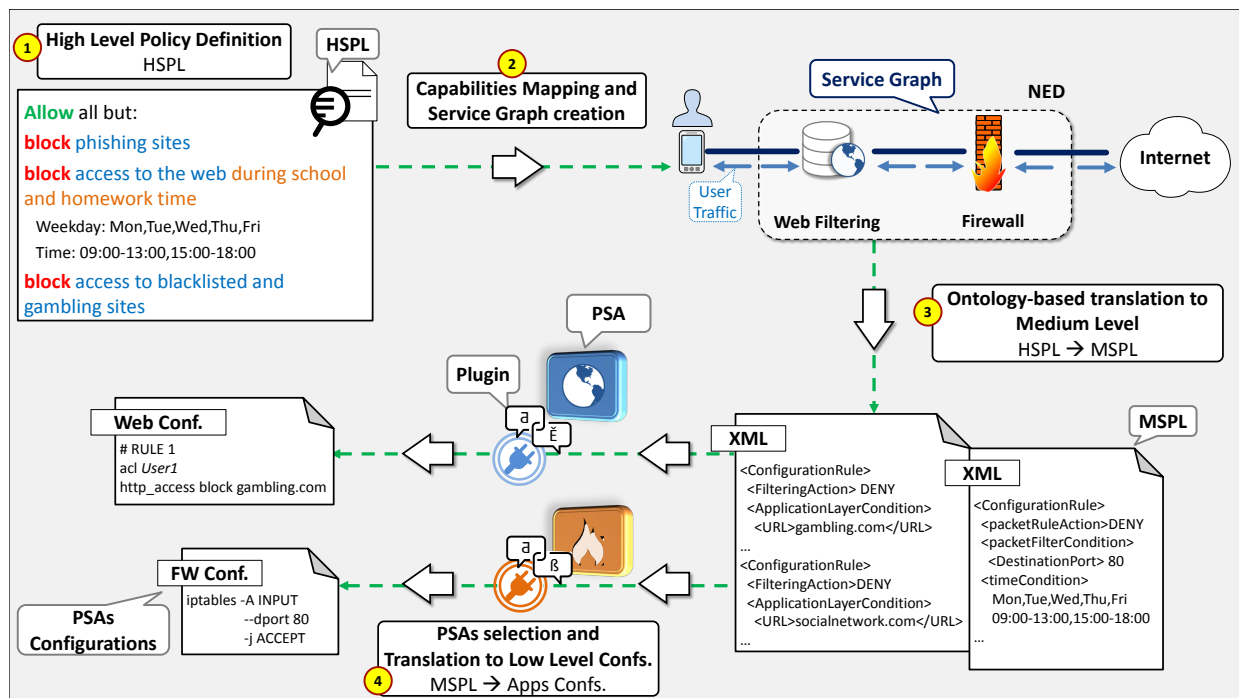 1
High Level Policy Definition
HSPL
HSPL
Allow all but:
block phishing sites
block access to the web during school
and homework time
Weekday: Mon,Tue,Wed,Thu,Fri
Time: 09:00-13:00,15:00-18:00
block access to blacklisted and
gambling sites
2
Capabilities Mapping and
Service Graph creation
Service Graph
NED
User
Traffic
Web Filtering
Firewall
Internet
3
Ontology-based translation to
Medium Level
HSPL → MSPL
PSA
Plugin
a
Ě
Web Conf.
# RULE 1
acl User1
http_access block gambling.com
XML
<ConfigurationRule>
<FilteringAction> DENY
<ApplicationLayerCondition>
<URL>gambling.com</URL>
...
<ConfigurationRule>
<FilteringAction>DENY
<ApplicationLayerCondition>
<URL>socialnetwork.com</URL>
...
MSPL
XML
<ConfigurationRule>
<packetRuleAction>DENY
<packetFilterCondition>
<DestinationPort> 80
<timeCondition>
Mon,Tue,Wed,Thu,Fri
09:00-13:00,15:00-18:00
...
a
ß
FW Conf.
iptables -A INPUT
--dport 80
-j ACCEPT
PSAs
Configurations
PSAs selection and
Translation to Low Level Confs.
MSPL → Apps Confs.
4